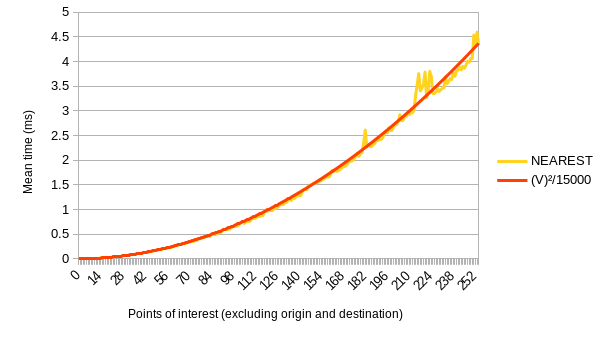 5
4.5
4
3.5
3
2.5
2
1.5
1
0.5
0
Mean time (ms)
NEAREST
(V)²/15000
0 14 28 42 56 70 84 98 112 126 140 154 168 182 196 210 224 238 252
Points of interest (excluding origin and destination)